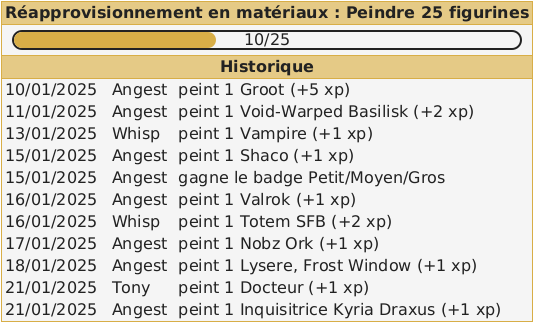 Réapprovisionnement en matériaux : Peindre 25 figurines
10/25
Historique
10/01/2025 Angest peint 1 Groot (+5 xp)
11/01/2025 Angest peint 1 Void-Warped Basilisk (+2 xp)
13/01/2025 Whisp peint 1 Vampire (+1 xp)
15/01/2025 Angest peint 1 Shaco (+1 xp)
15/01/2025 Angest gagne le badge Petit/Moyen/Gros
16/01/2025 Angest peint 1 Valrok (+1 xp)
16/01/2025 Whisp peint 1 Totem SFB (+2 xp)
17/01/2025 Angest peint 1 Nobz Ork (+1 xp)
18/01/2025 Angest peint 1 Lysere, Frost Window (+1 xp)
21/01/2025 Tony peint 1 Docteur (+1 xp)
21/01/2025 Angest peint 1 Inquisitrice Kyria Draxus (+1 xp)